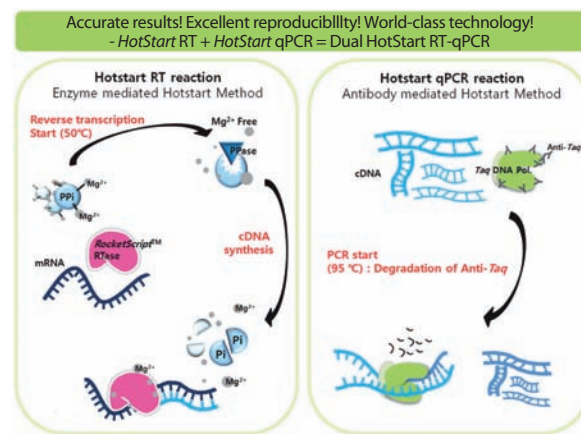 Accurate results! Excellent reproduciblllty! World-class technology!
- HotStart RT + HotStart qPCR = Dual HotStart RT-qPCR
Hotstart RT reaction
Enzyme mediated Hotstart Method
Reverse transcription
Start (50℃)
Mg²⁺ Free
PPase
Mg²⁺
PPi
Mg²⁺
RocketScript™
RTase
mRNA
cDNA
synthesis
Mg²⁺
Pi
Pi
Mg²⁺
Mg²⁺
Hotstart qPCR reaction
Antibody mediated Hotstart Method
Anti-Taq
cDNA
Taq DNA Pol.
PCR start
(95 ℃) : Degradation of Anti-Taq